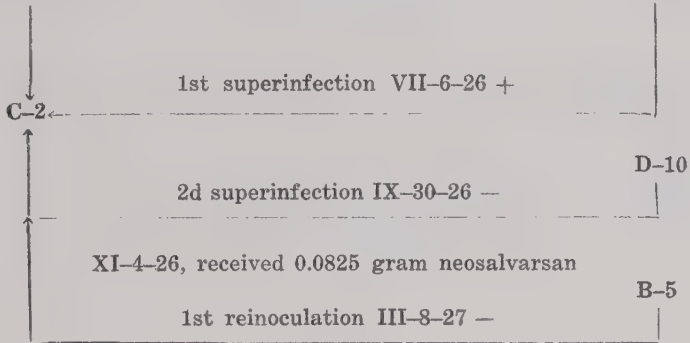 1st superinfection VII–6–26 +
C–2
D–10
2d superinfection IX–30–26 —
XI–4–26, received 0.0825 gram neosalvarsan
B–5
1st reinoculation III–8–27 —